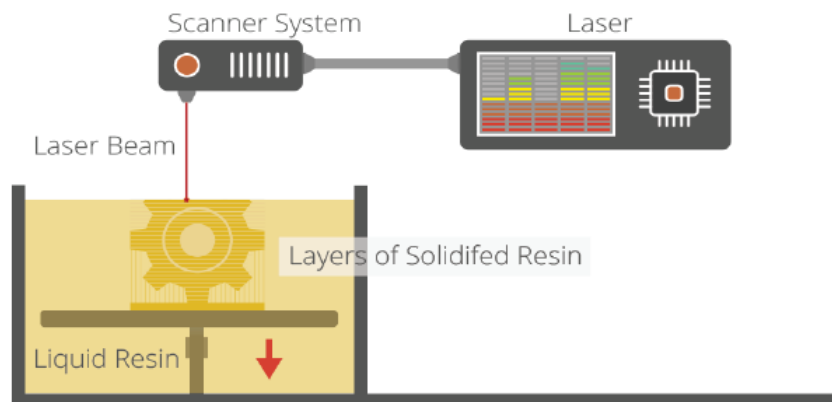 Scanner System
Laser
Laser Beam
Layers of Solidifed Resin
Liquid Resin